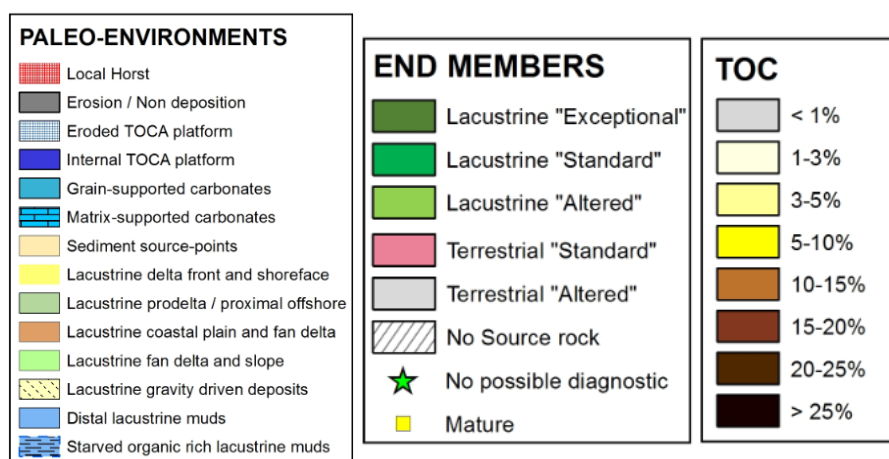 PALEO-ENVIRONMENTS
Local Horst
Erosion / Non deposition
Eroded TOCA platform
Internal TOCA platform
Grain-supported carbonates
Matrix-supported carbonates
Sediment source-points
Lacustrine delta front and shoreface
Lacustrine prodelta / proximal offshore
Lacustrine coastal plain and fan delta
Lacustrine fan delta and slope
Lacustrine gravity driven deposits
Distal lacustrine muds
Starved organic rich lacustrine muds
END MEMBERS
Lacustrine "Exceptional"
Lacustrine "Standard"
Lacustrine "Altered"
Terrestrial "Standard"
Terrestrial "Altered"
No Source rock
No possible diagnostic
Mature
TOC
< 1%
1-3%
3-5%
5-10%
10-15%
15-20%
20-25%
> 25%